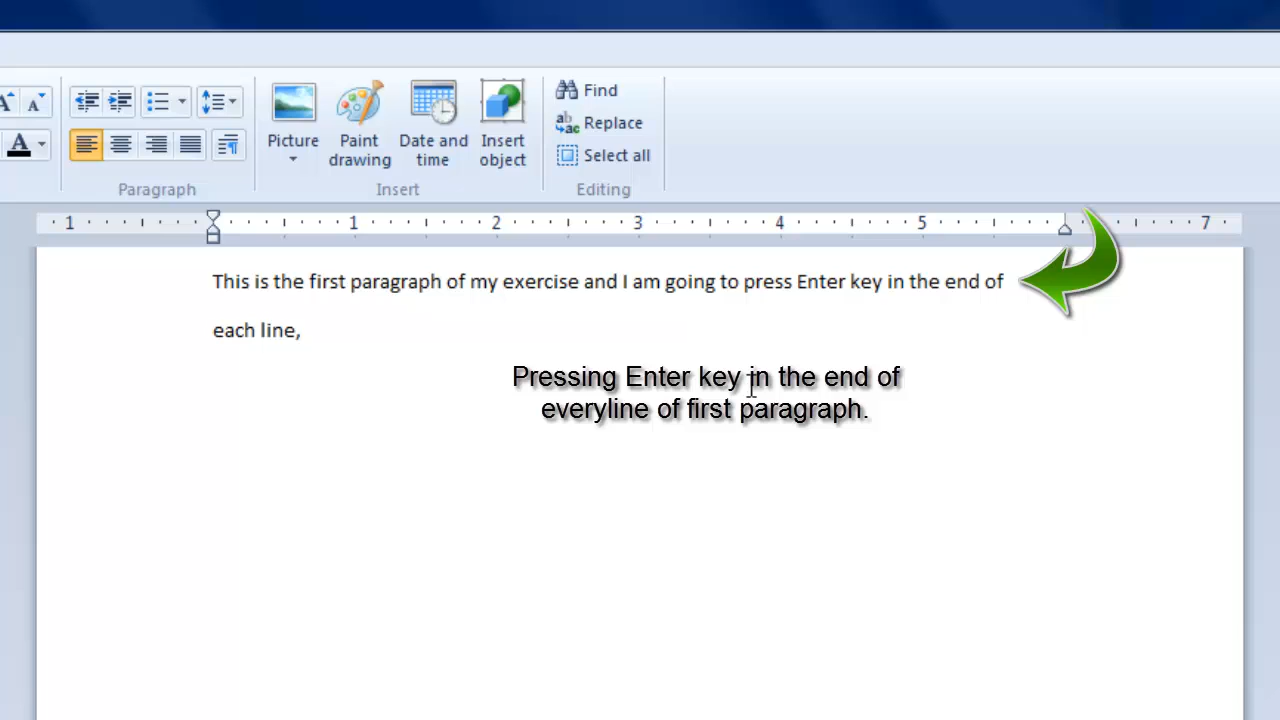 A A Find
Replace
A Picture Paint Date and Insert
drawing time object Select all
Paragraph Insert Editing
1 1 2 3 4 5 7
This is the first paragraph of my exercise and I am going to press Enter key in the end of
each line,
Pressing Enter key in the end of
everyline of first paragraph.